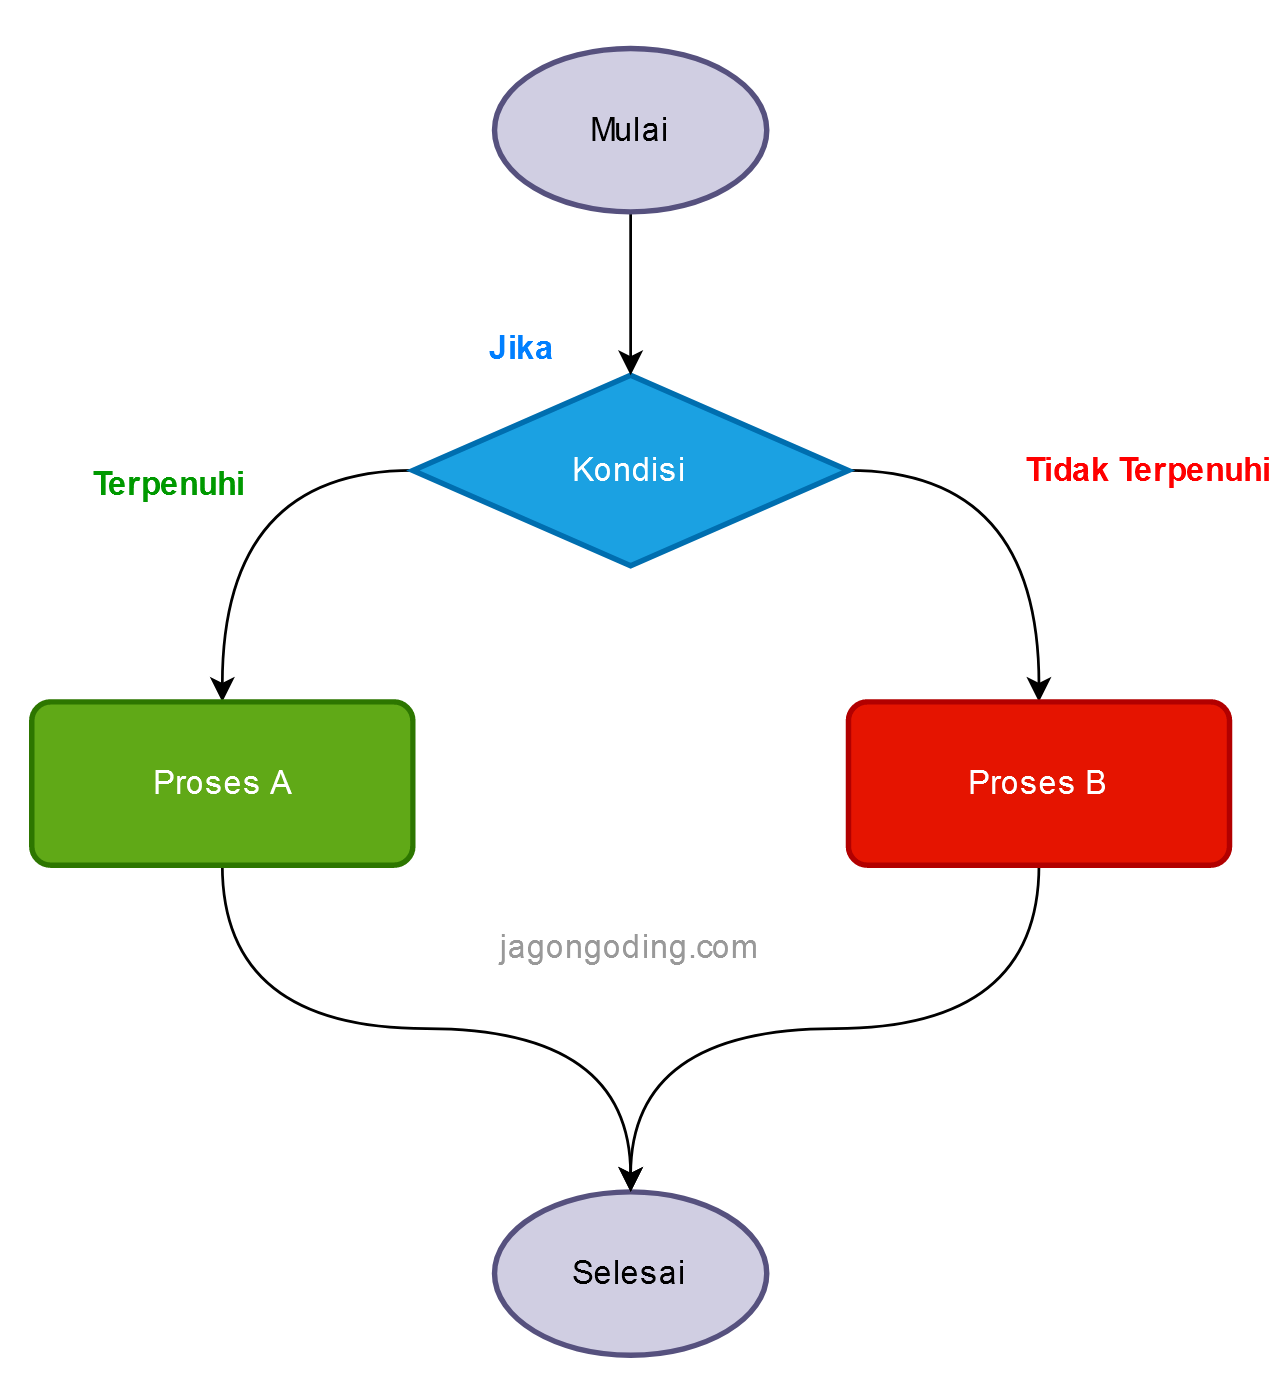 Mulai
Jika
Kondisi
Terpenuhi
Tidak Terpenuhi
Proses A
Proses B
jagongoding.com
Selesai